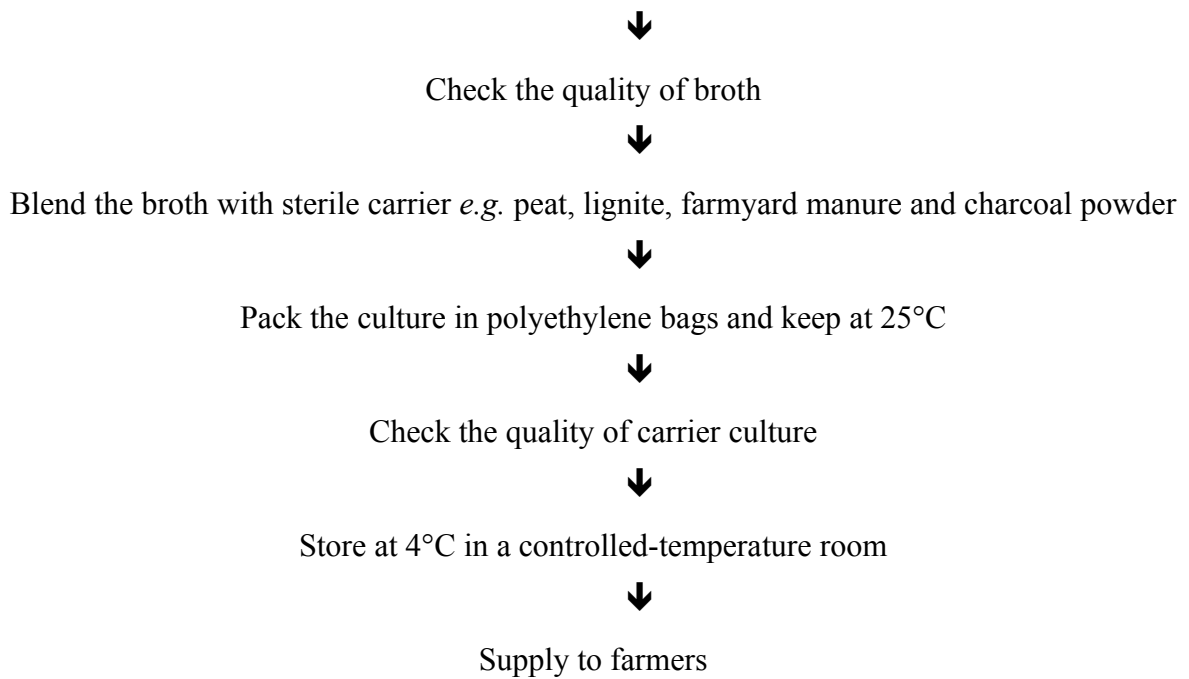 Check the quality of broth
Blend the broth with sterile carrier e.g. peat, lignite, farmyard manure and charcoal powder
Pack the culture in polyethylene bags and keep at 25°C
Check the quality of carrier culture
Store at 4°C in a controlled-temperature room
Supply to farmers